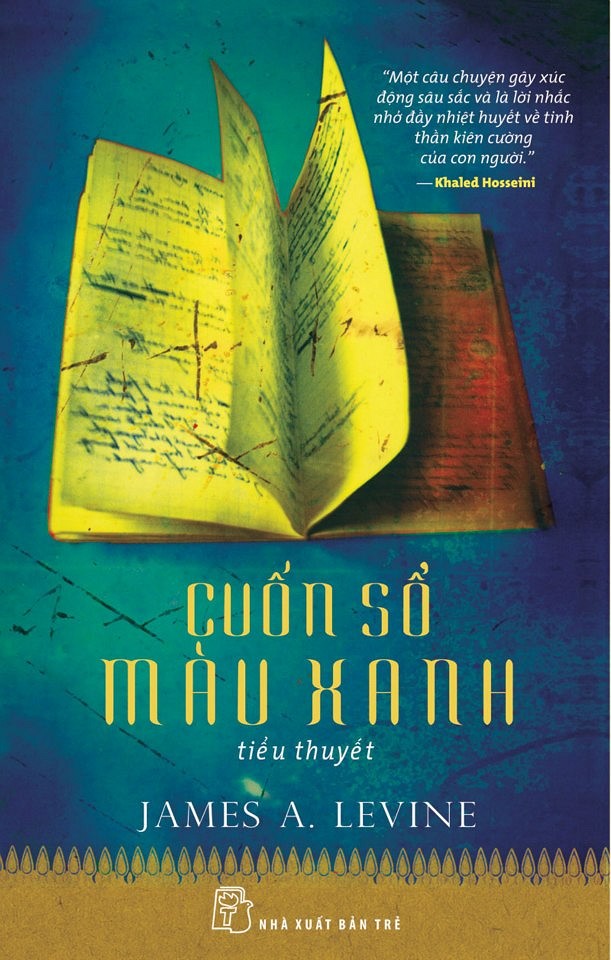 “Một câu chuyện gây xúc
động sâu sắc và là lời nhắc
nhở đầy nhiệt huyết về tinh
thần kiên cường
của con người.”
— Khaled Hosseini
CUỐN SỔ
MÀU XANH
tiểu thuyết
JAMES A. LEVINE
NHÀ XUẤT BẢN TRẺ